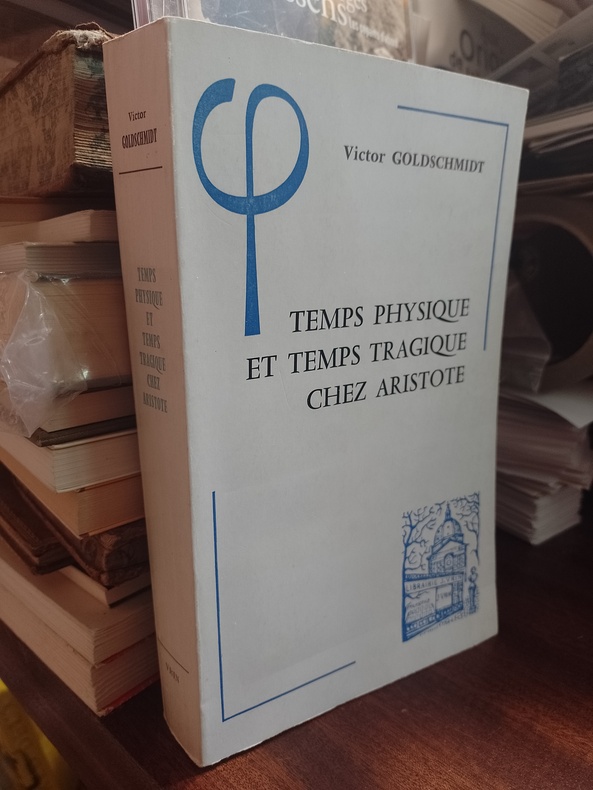 Victor
GOLDSCHMIDT
TEMPS
PHYSIQUE
ET
TEMPS
TRAGIQUE
CHEZ
ARISTOTE
VRIN
φ
Victor GOLDSCHMIDT
TEMPS PHYSIQUE
ET TEMPS TRAGIQUE
CHEZ ARISTOTE
LIBRAIRIE